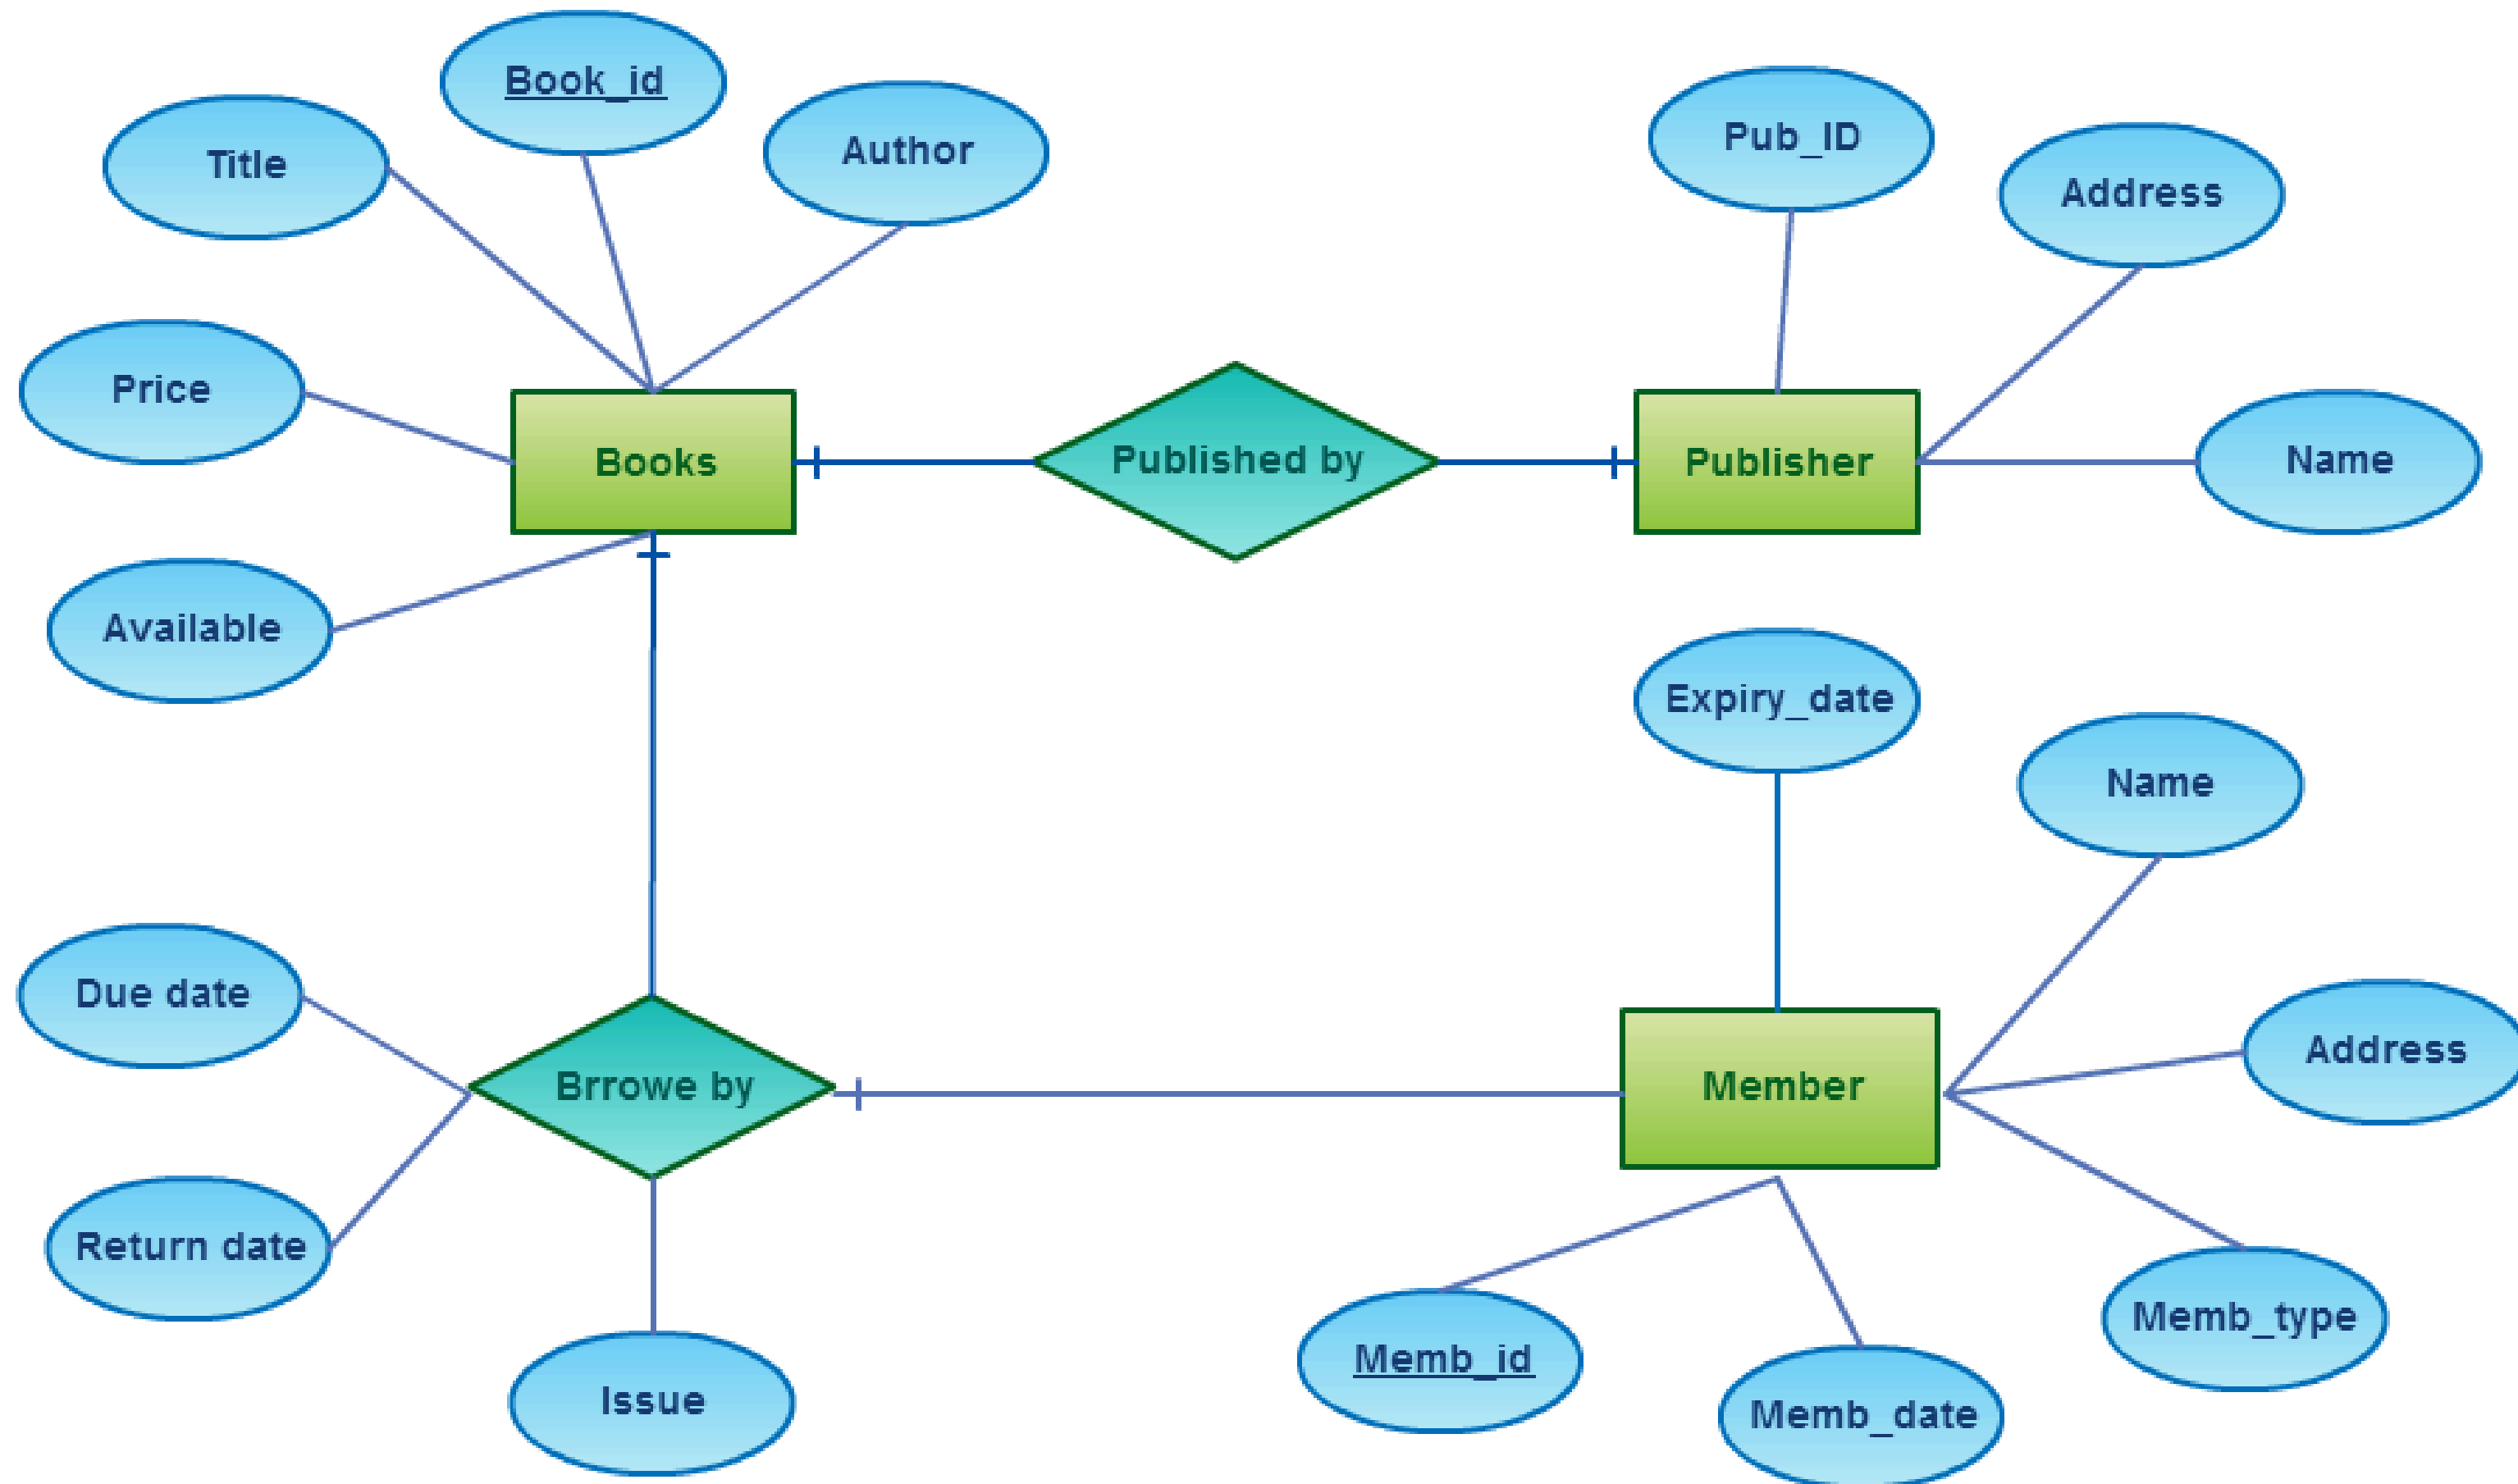 Book_id
Pub_ID
Author
Title
Address
Price
Books
Published by
Publisher
Name
Available
Expiry_date
Name
Due date
Address
Brrowe by
Member
Return date
Memb_type
Memb_id
Issue
Memb_date